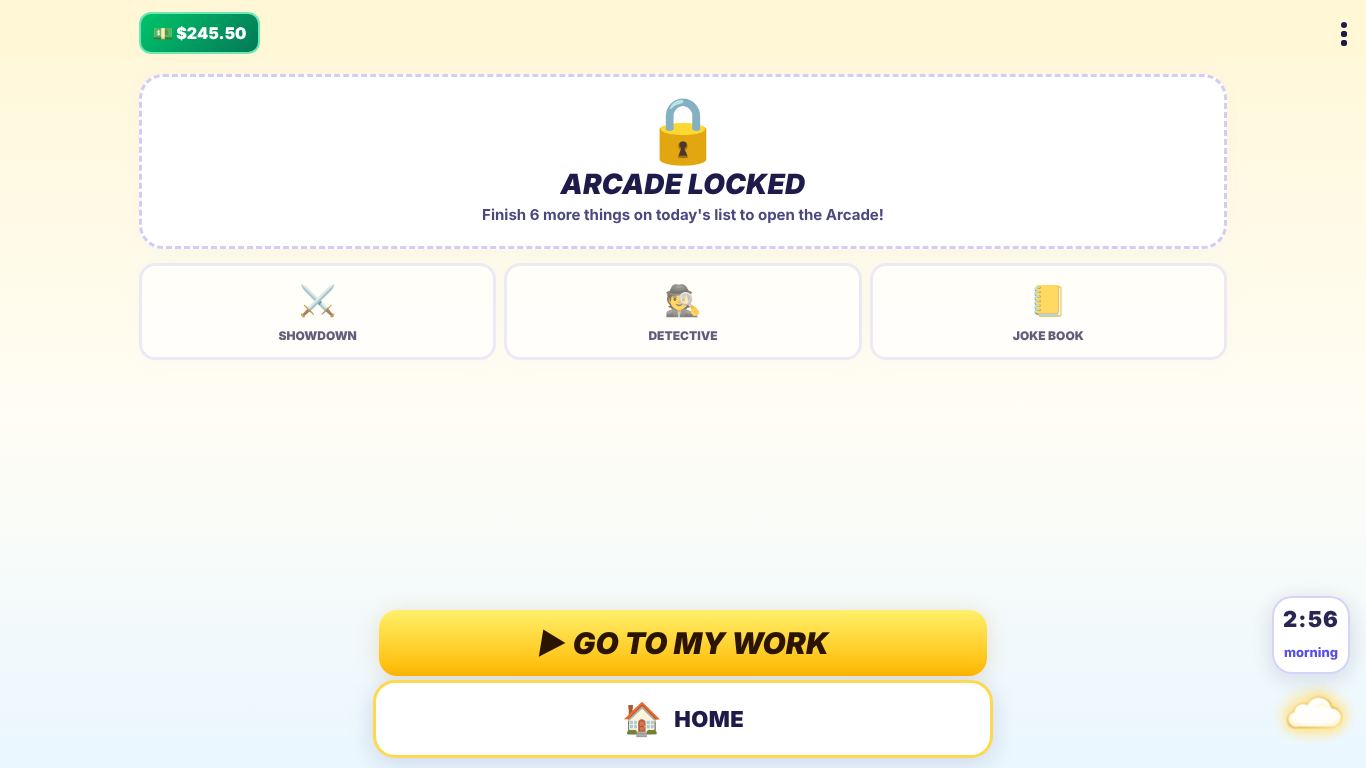 $245.50
ARCADE LOCKED
Finish 6 more things on today's list to open the Arcade!
SHOWDOWN
DETECTIVE
JOKE BOOK
GO TO MY WORK
HOME
2:56
morning